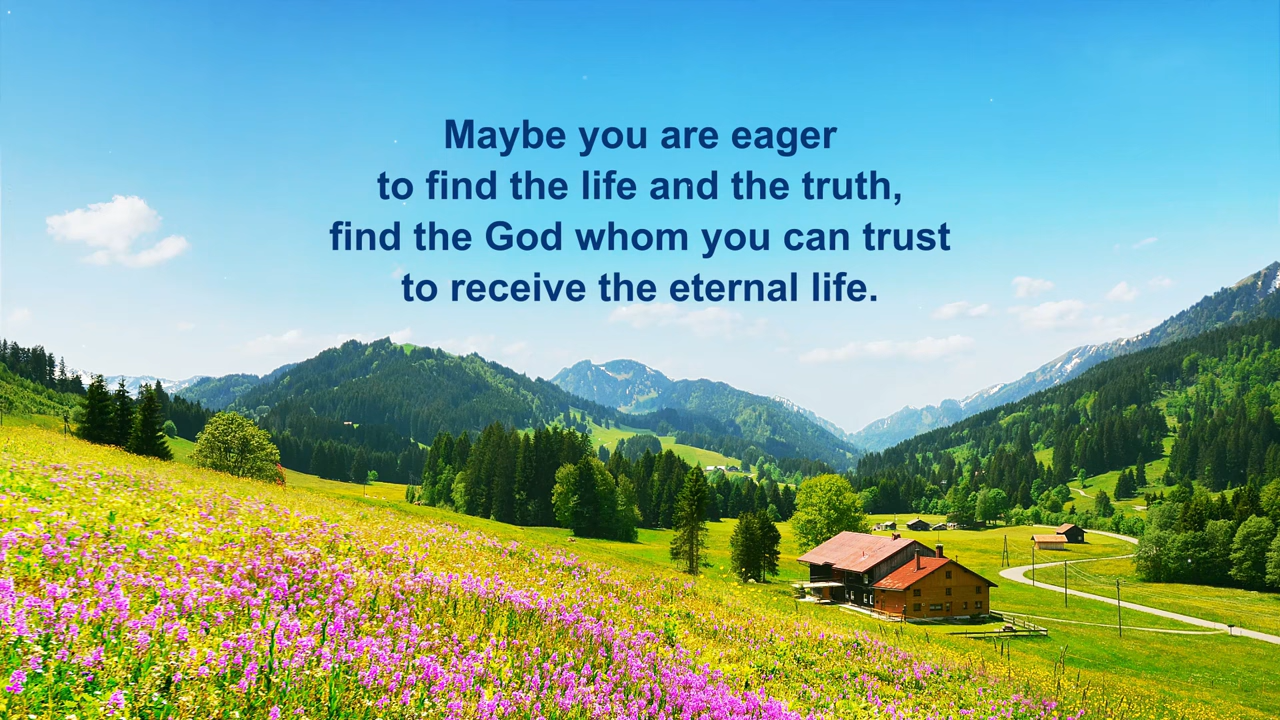 Maybe you are eager
to find the life and the truth,
find the God whom you can trust
to receive the eternal life.